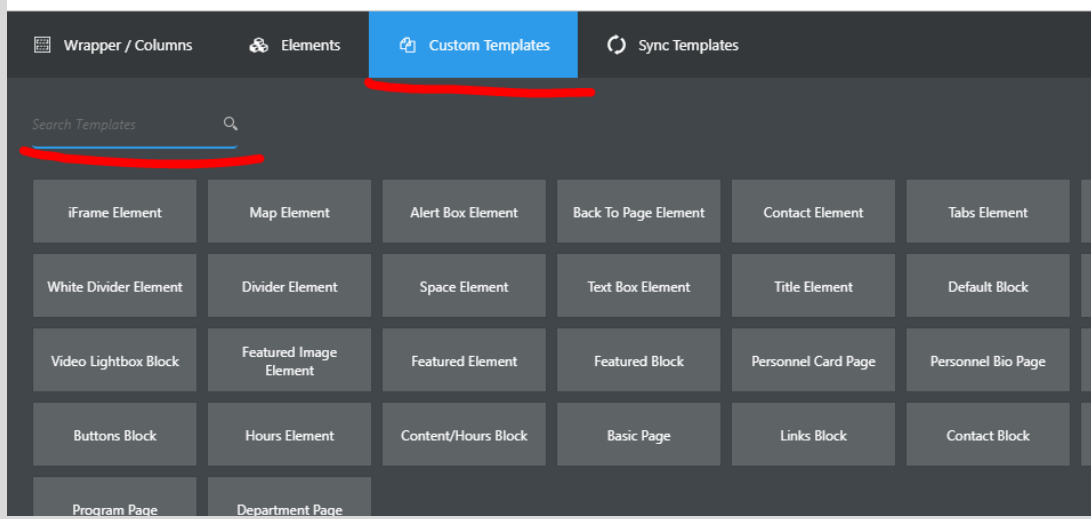 Wrapper / Columns
Elements
Custom Templates
Sync Templates
Search Templates
iFrame Element
Map Element
Alert Box Element
Back To Page Element
Contact Element
Tabs Element
White Divider Element
Divider Element
Space Element
Text Box Element
Title Element
Default Block
Video Lightbox Block
Featured Image
Element
Featured Element
Featured Block
Personnel Card Page
Personnel Bio Page
Buttons Block
Hours Element
Content/Hours Block
Basic Page
Links Block
Contact Block
Program Page
Department Page